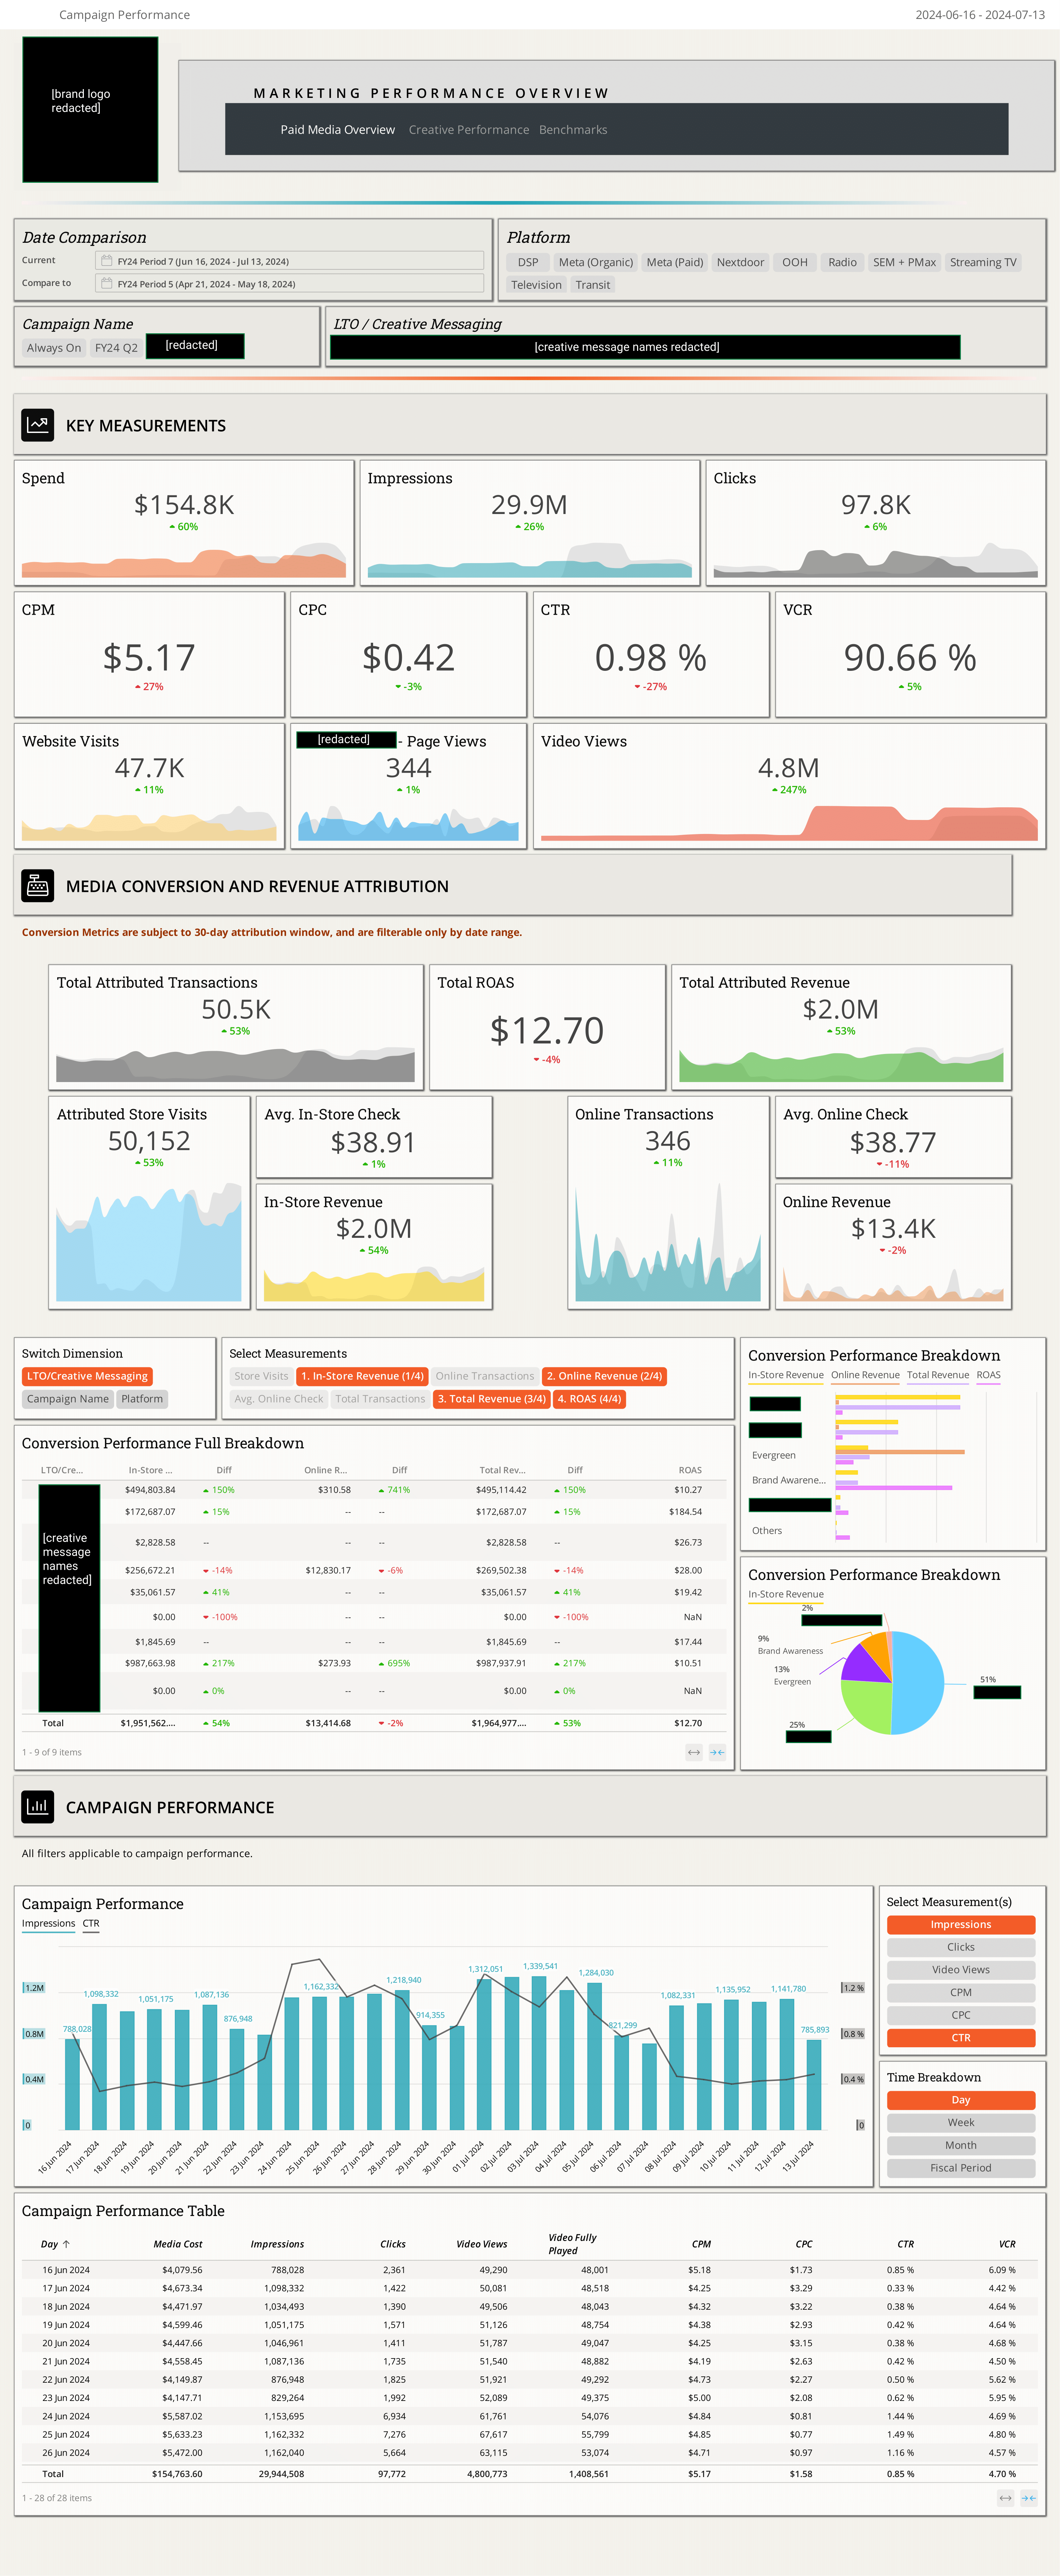 Campaign Performance 2024-06-16 - 2024-07-13
[brand logo
redacted]
MARKETING PERFORMANCE OVERVIEW
Paid Media Overview Creative Performance Benchmarks
Date Comparison
Current FY24 Period 7 (Jun 16, 2024 - Jul 13, 2024)
Compare to FY24 Period 5 (Apr 21, 2024 - May 18, 2024)
Platform
DSP Meta (Organic) Meta (Paid) Nextdoor OOH Radio SEM + PMax Streaming TV
Television Transit
Campaign Name
Always On FY24 Q2 [redacted]
LTO / Creative Messaging
[creative message names redacted]
KEY MEASUREMENTS
Spend
$154.8K
60%
Impressions
29.9M
26%
Clicks
97.8K
6%
CPM
$5.17
27%
CPC
$0.42
-3%
CTR
0.98 %
-27%
VCR
90.66 %
5%
Website Visits
47.7K
11%
[redacted] - Page Views
344
1%
Video Views
4.8M
247%
MEDIA CONVERSION AND REVENUE ATTRIBUTION
Conversion Metrics are subject to 30-day attribution window, and are filterable only by date range.
Total Attributed Transactions
50.5K
53%
Total ROAS
$12.70
-4%
Total Attributed Revenue
$2.0M
53%
Attributed Store Visits
50,152
53%
Avg. In-Store Check
$38.91
1%
In-Store Revenue
$2.0M
54%
Online Transactions
346
11%
Avg. Online Check
$38.77
-11%
Online Revenue
$13.4K
-2%
Switch Dimension
LTO/Creative Messaging
Campaign Name Platform
Select Measurements
Store Visits 1. In-Store Revenue (1/4) Online Transactions 2. Online Revenue (2/4)
Avg. Online Check Total Transactions 3. Total Revenue (3/4) 4. ROAS (4/4)
Conversion Performance Breakdown
In-Store Revenue Online Revenue Total Revenue ROAS
Evergreen
Brand Awarene...
Others
Conversion Performance Full Breakdown
LTO/Cre... In-Store ... Diff Online R... Diff Total Rev... Diff ROAS
[creative
message
names
redacted]
$494,803.84 150% $310.58 741% $495,114.42 150% $10.27
$172,687.07 15% -- -- $172,687.07 15% $184.54
$2,828.58 -- -- -- $2,828.58 -- $26.73
$256,672.21 -14% $12,830.17 -6% $269,502.38 -14% $28.00
$35,061.57 41% -- -- $35,061.57 41% $19.42
$0.00 -100% -- -- $0.00 -100% NaN
$1,845.69 -- -- -- $1,845.69 -- $17.44
$987,663.98 217% $273.93 695% $987,937.91 217% $10.51
$0.00 0% -- -- $0.00 0% NaN
Total $1,951,562.... 54% $13,414.68 -2% $1,964,977.... 53% $12.70
1 - 9 of 9 items
Conversion Performance Breakdown
In-Store Revenue
2%
9%
Brand Awareness
13%
Evergreen
51%
25%
CAMPAIGN PERFORMANCE
All filters applicable to campaign performance.
Campaign Performance
Impressions CTR
1.2M
0.8M
0.4M
0
788,028
1,098,332
1,051,175
1,087,136
876,948
1,162,332
1,218,940
914,355
1,312,051
1,339,541
1,284,030
821,299
1,082,331
1,135,952
1,141,780
785,893
1.2 %
0.8 %
0.4 %
0
16 Jun 2024
17 Jun 2024
18 Jun 2024
19 Jun 2024
20 Jun 2024
21 Jun 2024
22 Jun 2024
23 Jun 2024
24 Jun 2024
25 Jun 2024
26 Jun 2024
27 Jun 2024
28 Jun 2024
29 Jun 2024
30 Jun 2024
01 Jul 2024
02 Jul 2024
03 Jul 2024
04 Jul 2024
05 Jul 2024
06 Jul 2024
07 Jul 2024
08 Jul 2024
09 Jul 2024
10 Jul 2024
11 Jul 2024
12 Jul 2024
13 Jul 2024
Select Measurement(s)
Impressions
Clicks
Video Views
CPM
CPC
CTR
Time Breakdown
Day
Week
Month
Fiscal Period
Campaign Performance Table
Day ↑ Media Cost Impressions Clicks Video Views Video Fully Played CPM CPC CTR VCR
16 Jun 2024 $4,079.56 788,028 2,361 49,290 48,001 $5.18 $1.73 0.85 % 6.09 %
17 Jun 2024 $4,673.34 1,098,332 1,422 50,081 48,518 $4.25 $3.29 0.33 % 4.42 %
18 Jun 2024 $4,471.97 1,034,493 1,390 49,506 48,043 $4.32 $3.22 0.38 % 4.64 %
19 Jun 2024 $4,599.46 1,051,175 1,571 51,126 48,754 $4.38 $2.93 0.42 % 4.64 %
20 Jun 2024 $4,447.66 1,046,961 1,411 51,787 49,047 $4.25 $3.15 0.38 % 4.68 %
21 Jun 2024 $4,558.45 1,087,136 1,735 51,540 48,882 $4.19 $2.63 0.42 % 4.50 %
22 Jun 2024 $4,149.87 876,948 1,825 51,921 49,292 $4.73 $2.27 0.50 % 5.62 %
23 Jun 2024 $4,147.71 829,264 1,992 52,089 49,375 $5.00 $2.08 0.62 % 5.95 %
24 Jun 2024 $5,587.02 1,153,695 6,934 61,761 54,076 $4.84 $0.81 1.44 % 4.69 %
25 Jun 2024 $5,633.23 1,162,332 7,276 67,617 55,799 $4.85 $0.77 1.49 % 4.80 %
26 Jun 2024 $5,472.00 1,162,040 5,664 63,115 53,074 $4.71 $0.97 1.16 % 4.57 %
Total $154,763.60 29,944,508 97,772 4,800,773 1,408,561 $5.17 $1.58 0.85 % 4.70 %
1 - 28 of 28 items